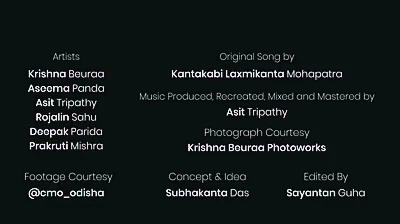 Artists
Krishna Beuraa
Aseema Panda
Asit Tripathy
Rojalin Sahu
Deepak Parida
Prakruti Mishra
Original Song by
Kantakabi Laxmikanta Mohapatra
Music Produced, Recreated, Mixed and Mastered by
Asit Tripathy
Photograph Courtesy
Krishna Beuraa Photoworks
Footage Courtesy
@cmo_odisha
Concept & Idea
Subhakanta Das
Edited By
Sayantan Guha